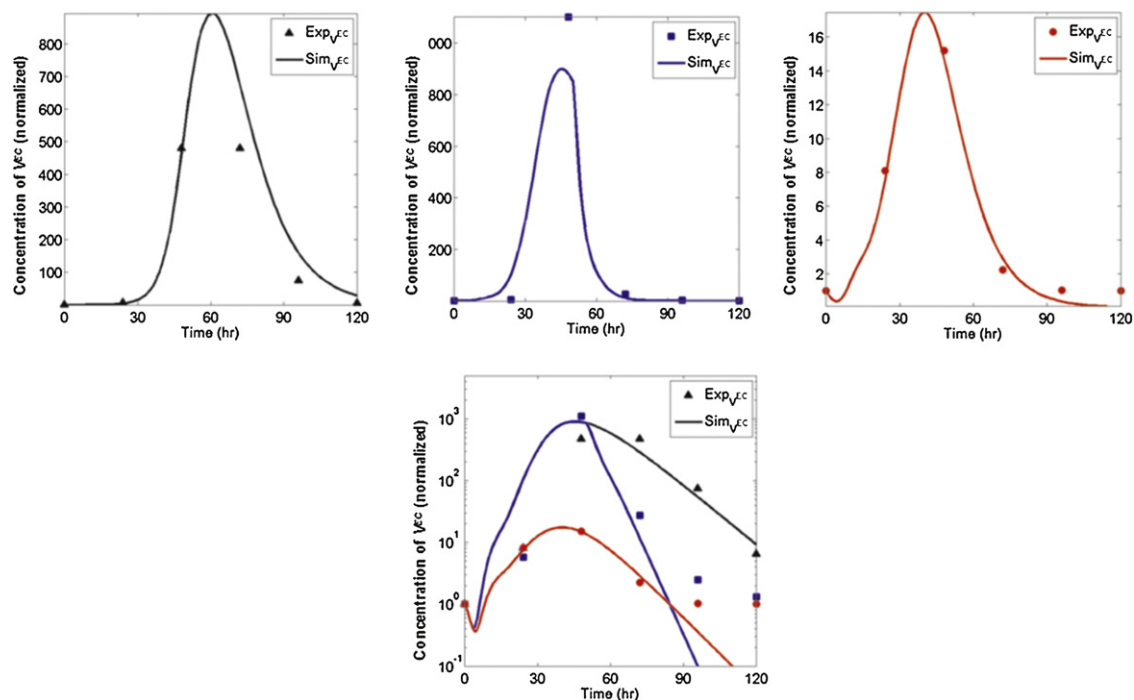 Concentration of V^EC (normalized)
800
700
600
500
400
300
200
100
0 30 60 90 120
Time (hr)
Exp_V^EC
Sim_V^EC
Concentration of V^EC (normalized)
000
800
600
400
200
0 30 60 90 120
Time (hr)
Exp_V^EC
Sim_V^EC
Concentration of V^EC (normalized)
16
14
12
10
8
6
4
2
0 30 60 90 120
Time (hr)
Exp_V^EC
Sim_V^EC
Concentration of V^EC (normalized)
10^3
10^2
10^1
10^0
10^-1
0 30 60 90 120
Time (hr)
Exp_V^EC
Sim_V^EC